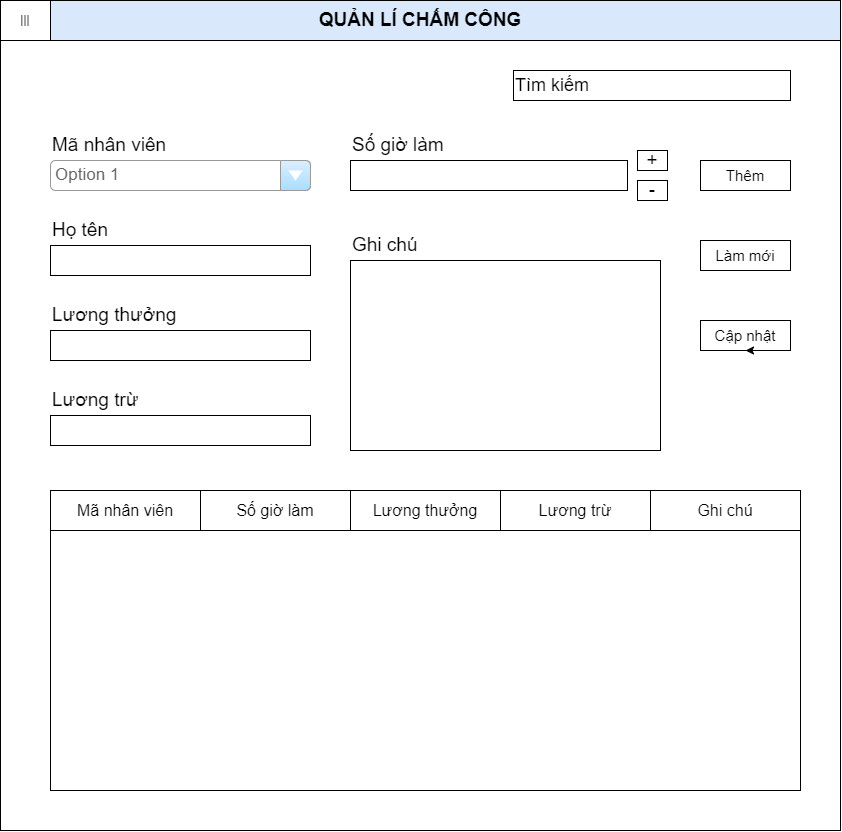 QUẢN LÍ CHẤM CÔNG
Tìm kiếm
Mã nhân viên
Option 1
Số giờ làm
+
-
Thêm
Họ tên
Ghi chú
Làm mới
Lương thưởng
Cập nhật
Lương trừ
Mã nhân viên Số giờ làm Lương thưởng Lương trừ Ghi chú